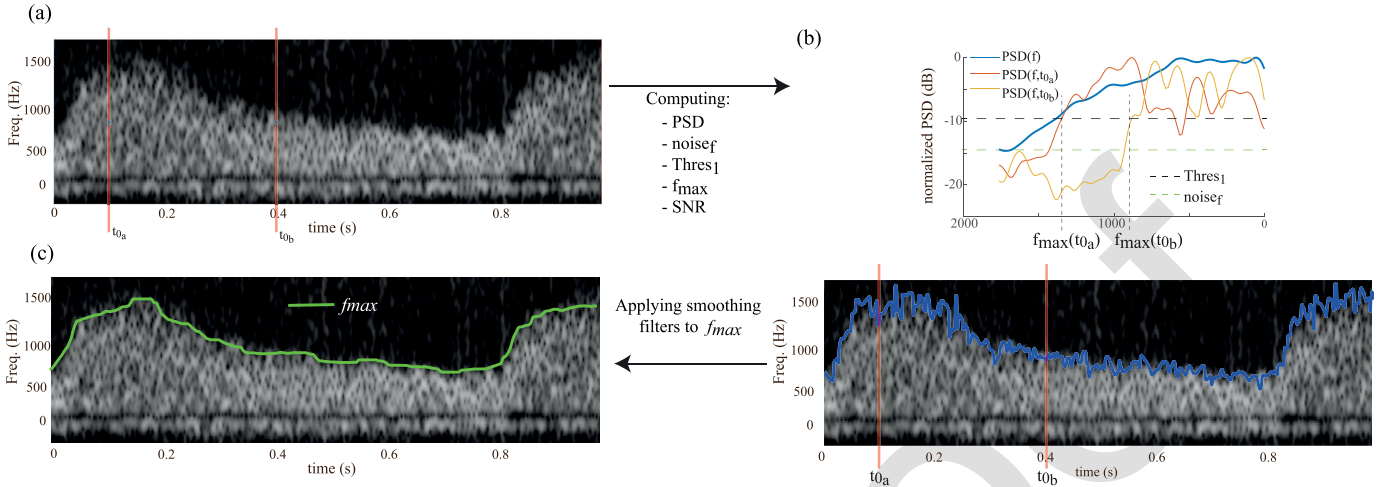 (a)
Freq. (Hz)
1500
1000
500
0
0
0.2
0.4
0.6
0.8
t0a
t0b
time (s)
Computing:
- PSD
- noisef
- Thres1
- fmax
- SNR
(b)
normalized PSD (dB)
0
-10
-20
PSD(f)
PSD(f,t0a)
PSD(f,t0b)
Thres1
noisef
2000
1000
0
fmax(t0a)
fmax(t0b)
(c)
Freq. (Hz)
1500
1000
500
0
fmax
0
0.2
0.4
0.6
0.8
time (s)
Applying smoothing
filters to fmax
Freq. (Hz)
1500
1000
500
0
0
0.2
0.4
0.6
0.8
t0a
t0b
time (s)